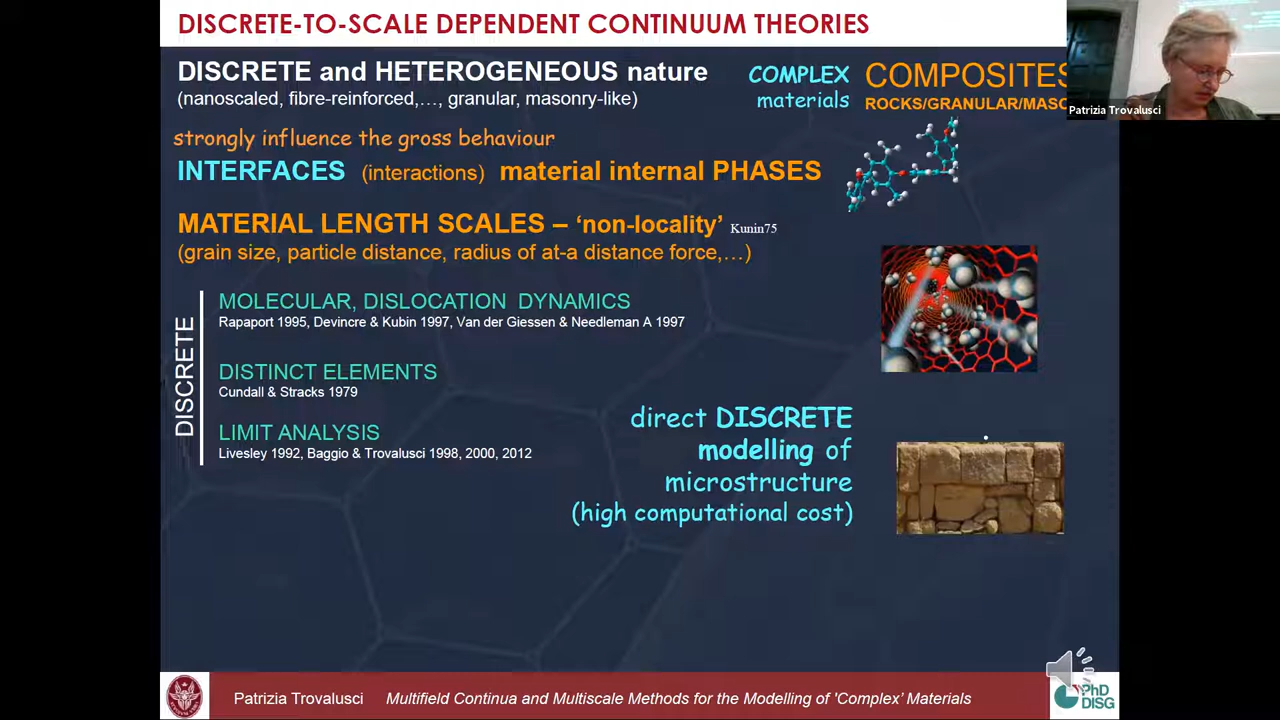 DISCRETE-TO-SCALE DEPENDENT CONTINUUM THEORIES
DISCRETE and HETEROGENEOUS nature
(nanoscaled, fibre-reinforced,…, granular, masonry-like)
COMPLEX
materials
COMPOSITES
ROCKS/GRANULAR/MASO
Patrizia Trovalusci
strongly influence the gross behaviour
INTERFACES (interactions) material internal PHASES
MATERIAL LENGTH SCALES – ‘non-locality’ Kunin75
(grain size, particle distance, radius of at-a distance force,…)
DISCRETE
MOLECULAR, DISLOCATION DYNAMICS
Rapaport 1995, Devincre & Kubin 1997, Van der Giessen & Needleman A 1997
DISTINCT ELEMENTS
Cundall & Stracks 1979
LIMIT ANALYSIS
Livesley 1992, Baggio & Trovalusci 1998, 2000, 2012
direct DISCRETE
modelling of
microstructure
(high computational cost)
Patrizia Trovalusci Multifield Continua and Multiscale Methods for the Modelling of 'Complex’ Materials
PhD
DISG